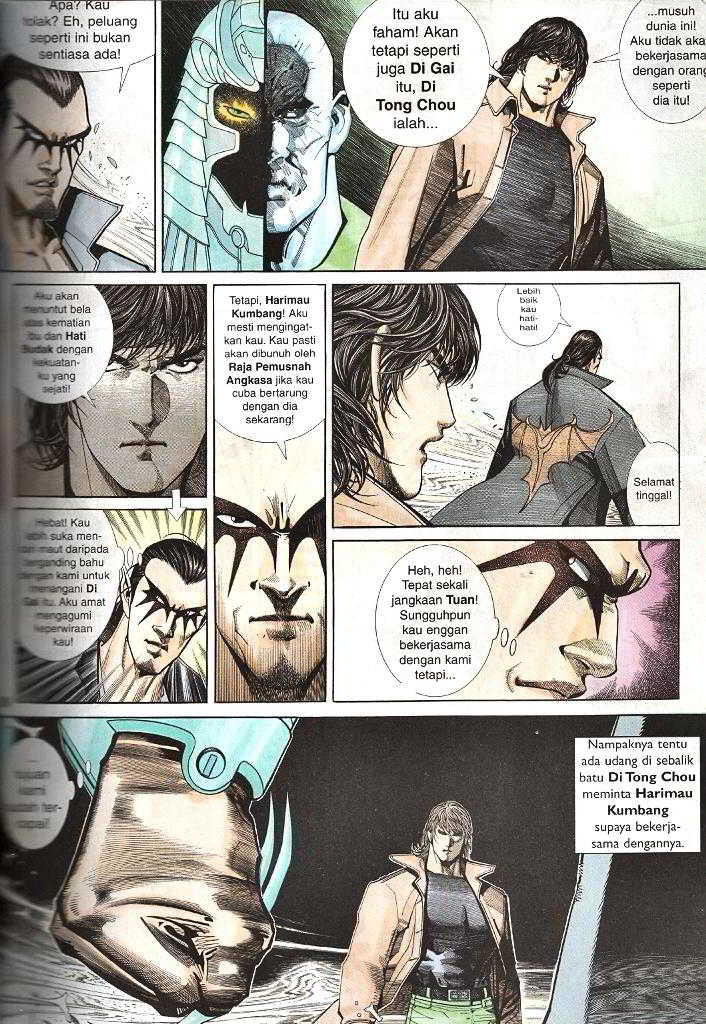 Apa? Kau
tolak? Eh, peluang
seperti ini bukan
sentiasa ada!
Itu aku
faham! Akan
tetapi seperti
juga Di Gai
itu, Di
Tong Chou
ialah...
...musuh
dunia ini!
Aku tidak aka
bekerjasama
dengan orang
seperti
dia itu!
Aku akan
menuntut bela
atas kematian
Ibu dan Hati
Budak dengan
kekuatan-
ku yang
sejati!
Tetapi, Harimau
Kumbang! Aku
mesti mengingat-
kan kau. Kau pasti
akan dibunuh oleh
Raja Pemusnah
Angkasa jika kau
cuba bertarung
dengan dia
sekarang!
Lebih
baik
kau
hati-
hati!
Selamat
tinggal!
Hebat! Kau
lebih suka men-
maut daripada
berganding bahu
dengan kami untuk
menangani Di
Gai itu. Aku amat
mengagumi
keperwiraan
kau!
Heh, heh!
Tepat sekali
jangkaan Tuan!
Sungguhpun
kau enggan
bekerjasama
dengan kami
tetapi...
...
tujuan
kami
sudah ter-
capai!
Nampaknya tentu
ada udang di sebalik
batu Di Tong Chou
meminta Harimau
Kumbang
supaya bekerja-
sama dengannya.